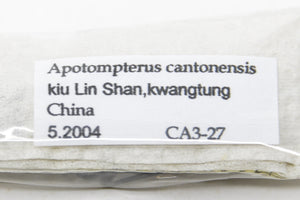 Apotompterus cantonensis
kiu Lin Shan,kwangtung
China
5.2004 CA3-27